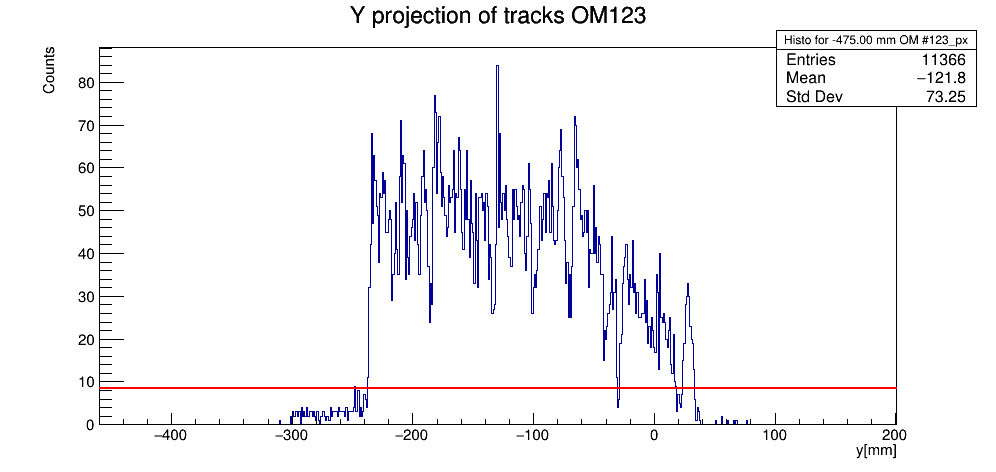 Y projection of tracks OM123
Histo for -475.00 mm OM #123_px
Entries 11366
Mean −121.8
Std Dev 73.25
Counts
80
70
60
50
40
30
20
10
0
−400 −300 −200 −100 0 100 200
y[mm]